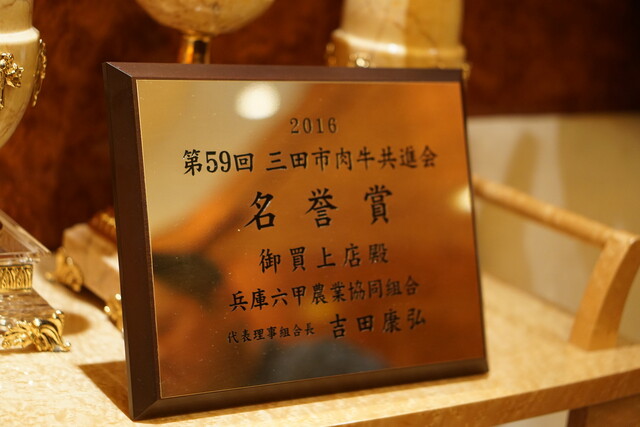 2016
第59回 三田市肉牛共進会
名誉賞
御買上店殿
兵庫六甲農業協同組合
代表理事組合長 吉田康弘